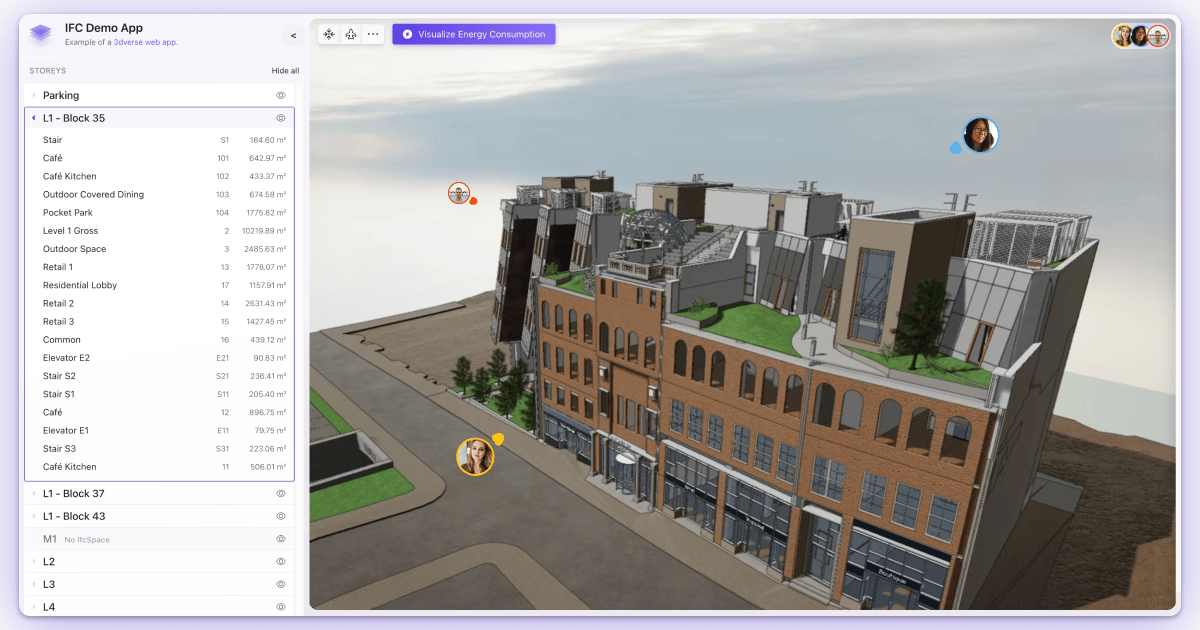 IFC Demo App
Example of a 3dverse web app.
<
Visualize Energy Consumption
STOREYS Hide all
Parking
L1 - Block 35
Stair S1 184.60 m²
Café 101 642.97 m²
Café Kitchen 102 433.37 m²
Outdoor Covered Dining 103 674.58 m²
Pocket Park 104 1775.82 m²
Level 1 Gross 2 10219.89 m²
Outdoor Space 3 2485.63 m²
Retail 1 13 1778.07 m²
Residential Lobby 17 1157.91 m²
Retail 2 14 2631.43 m²
Retail 3 15 1427.45 m²
Common 16 439.12 m²
Elevator E2 E21 90.83 m²
Stair S2 S21 236.41 m²
Stair S1 S11 205.40 m²
Café 12 896.75 m²
Elevator E1 E11 79.75 m²
Stair S3 S31 223.06 m²
Café Kitchen 11 506.01 m²
L1 - Block 37
L1 - Block 43
M1 No IfcSpace
L2
L3
L4
Boutique